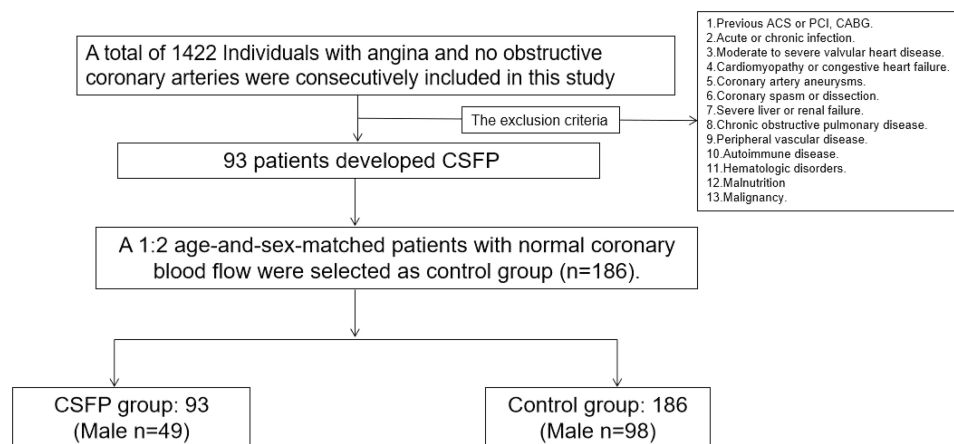 A total of 1422 Individuals with angina and no obstructive
coronary arteries were consecutively included in this study
The exclusion criteria
1.Previous ACS or PCI, CABG.
2.Acute or chronic infection.
3.Moderate to severe valvular heart disease.
4.Cardiomyopathy or congestive heart failure.
5.Coronary artery aneurysms.
6.Coronary spasm or dissection.
7.Severe liver or renal failure.
8.Chronic obstructive pulmonary disease.
9.Peripheral vascular disease.
10.Autoimmune disease.
11.Hematologic disorders.
12.Malnutrition
13.Malignancy.
93 patients developed CSFP
A 1:2 age-and-sex-matched patients with normal coronary
blood flow were selected as control group (n=186).
CSFP group: 93
(Male n=49)
Control group: 186
(Male n=98)